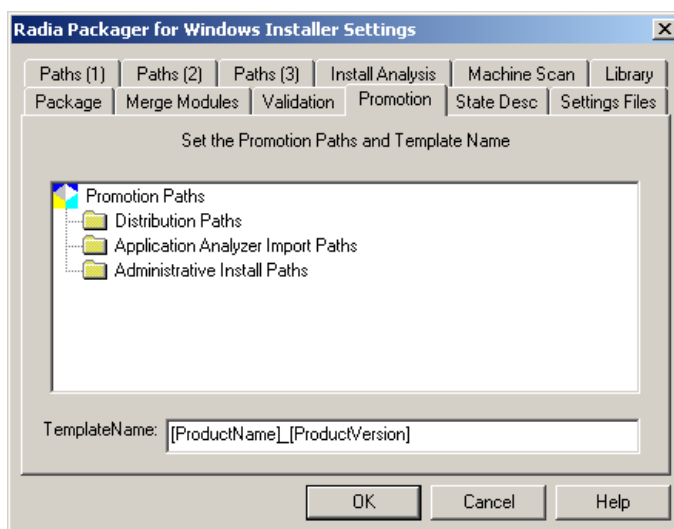 Radia Packager for Windows Installer Settings
Paths (1) Paths (2) Paths (3) Install Analysis Machine Scan Library
Package Merge Modules Validation Promotion State Desc Settings Files
Set the Promotion Paths and Template Name
Promotion Paths
Distribution Paths
Application Analyzer Import Paths
Administrative Install Paths
TemplateName: [ProductName]_[ProductVersion]
OK Cancel Help